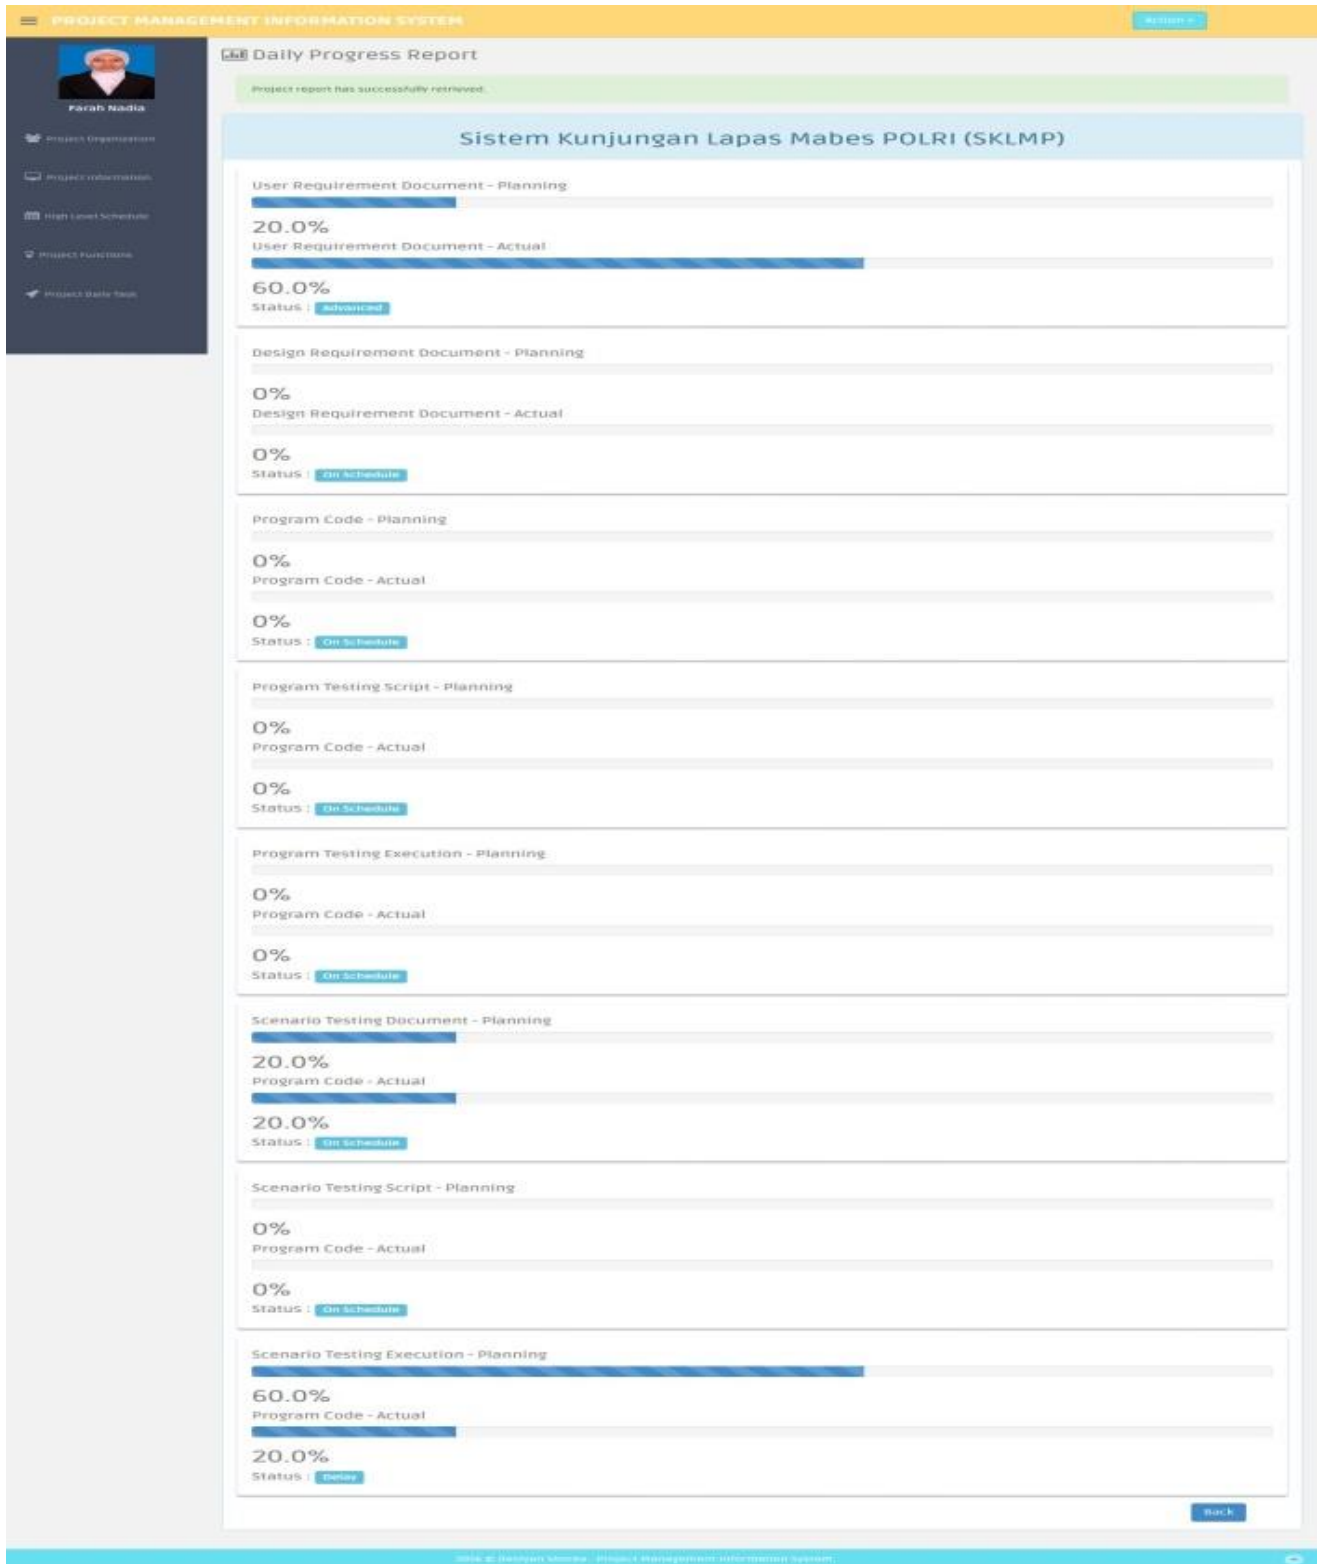 PROJECT MANAGEMENT INFORMATION SYSTEM
Action
Farah Nadia
Project Organization
Project Information
High Level Schedule
Project Functions
Project Daily Task
Daily Progress Report
Project report has successfully retrieved.
Sistem Kunjungan Lapas Mabes POLRI (SKLMP)
User Requirement Document - Planning
20.0%
User Requirement Document - Actual
60.0%
Status : Advanced
Design Requirement Document - Planning
0%
Design Requirement Document - Actual
0%
Status : On Schedule
Program Code - Planning
0%
Program Code - Actual
0%
Status : On Schedule
Program Testing Script - Planning
0%
Program Code - Actual
0%
Status : On Schedule
Program Testing Execution - Planning
0%
Program Code - Actual
0%
Status : On Schedule
Scenario Testing Document - Planning
20.0%
Program Code - Actual
20.0%
Status : On Schedule
Scenario Testing Script - Planning
0%
Program Code - Actual
0%
Status : On Schedule
Scenario Testing Execution - Planning
60.0%
Program Code - Actual
20.0%
Status : Delay
Back
2016 © Project Management Information System.